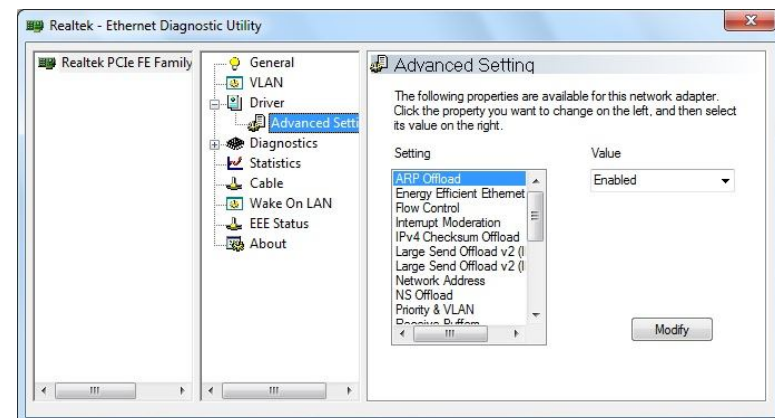 Realtek - Ethernet Diagnostic Utility
Realtek PCIe FE Family
General
VLAN
Driver
Advanced Setti
Diagnostics
Statistics
Cable
Wake On LAN
EEE Status
About
Advanced Setting
The following properties are available for this network adapter.
Click the property you want to change on the left, and then select
its value on the right.
Setting
Value
ARP Offload
Energy Efficient Ethernet
Flow Control
Interrupt Moderation
IPv4 Checksum Offload
Large Send Offload v2 (I
Large Send Offload v2 (I
Network Address
NS Offload
Priority & VLAN
Receive Buffers
Enabled
Modify